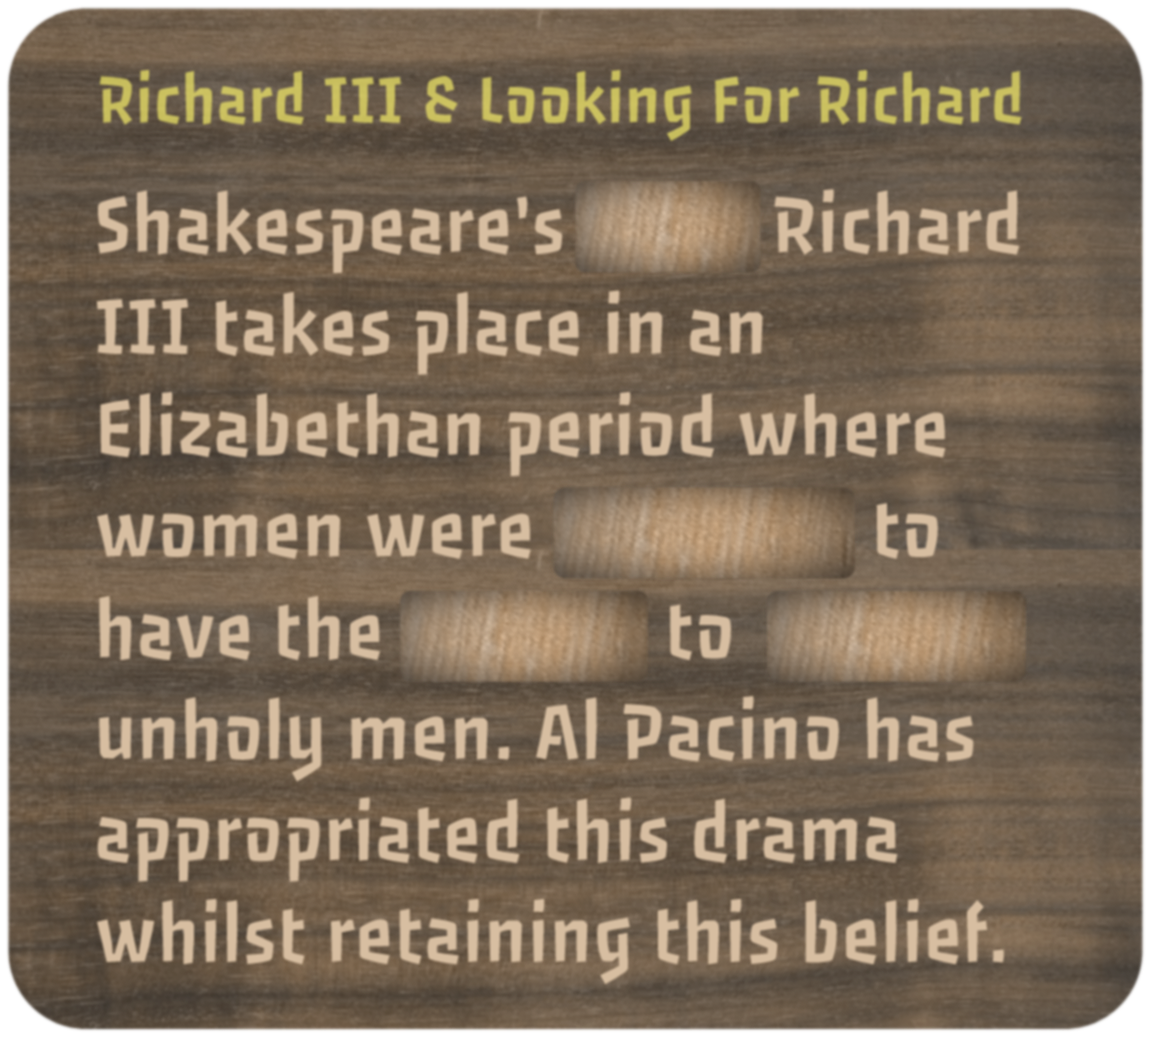 Richard III & Looking For Richard
Shakespeare's Richard
III takes place in an
Elizabethan period where
women were to
have the to
unholy men. Al Pacino has
appropriated this drama
whilst retaining this belief.